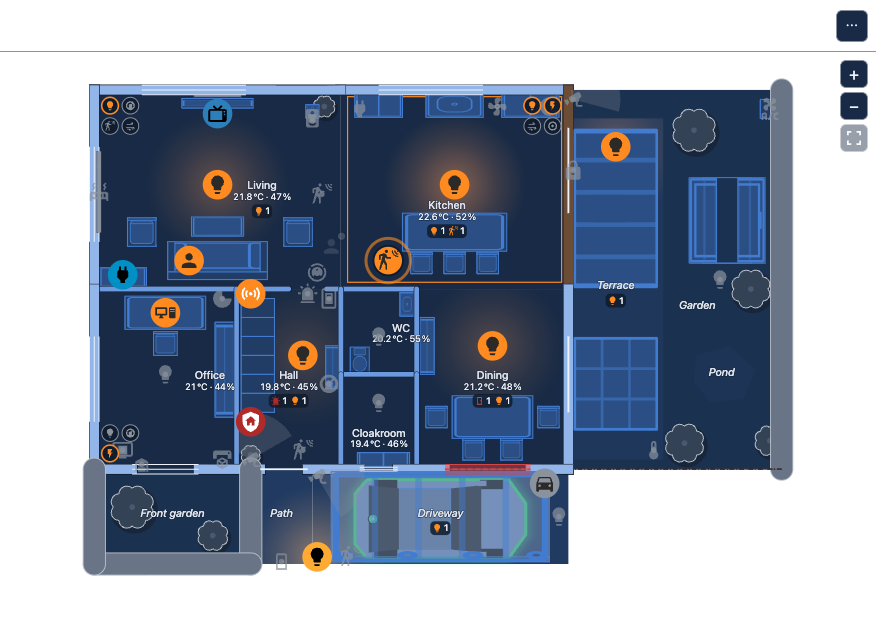 ...
+
−
Living
21.8°C · 47%
1
Kitchen
22.6°C · 52%
1 1
Terrace
1
Garden
WC
20.2°C · 55%
Office
21°C · 44%
Hall
19.8°C · 45%
1 1
Dining
21.2°C · 48%
1 1
Pond
Cloakroom
19.4°C · 46%
Front garden
Path
Driveway
1